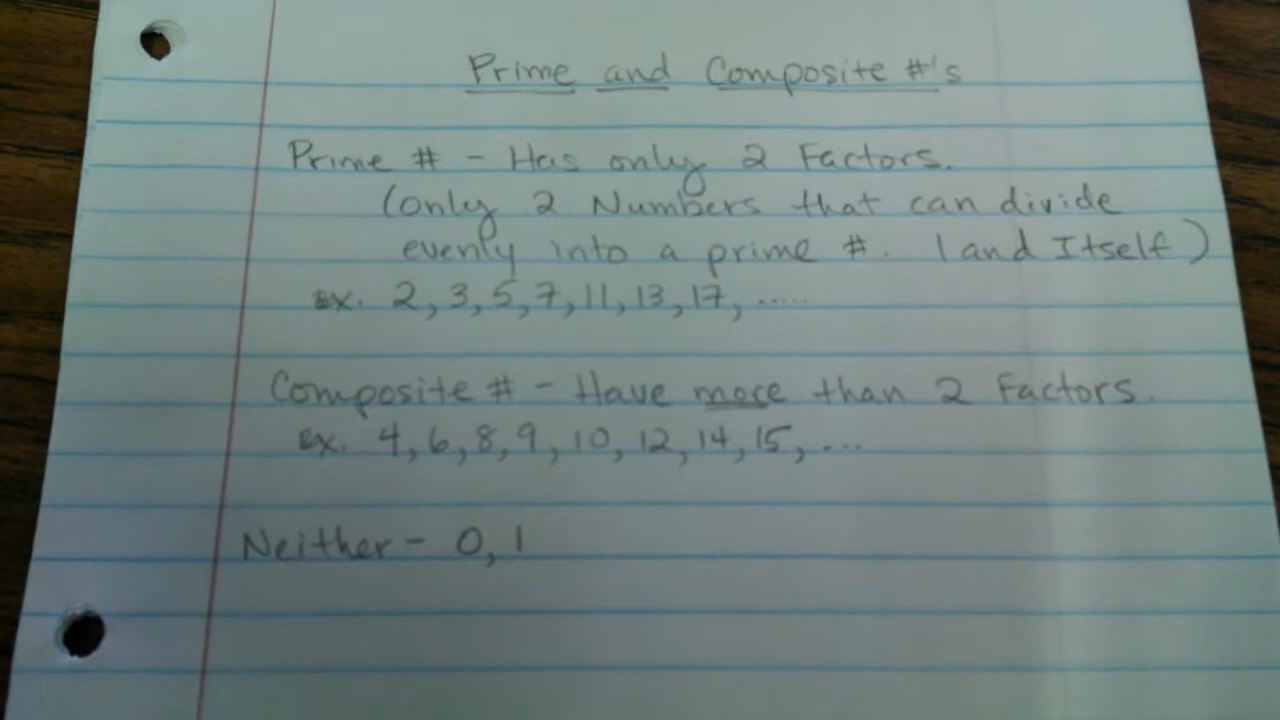 Prime and Composite #'s
Prime # - Has only 2 Factors.
(only 2 Numbers that can divide
evenly into a prime #. 1 and Itself)
Ex. 2, 3, 5, 7, 11, 13, 17, .....
Composite # - Have more than 2 Factors.
Ex. 4, 6, 8, 9, 10, 12, 14, 15, ...
Neither - 0, 1